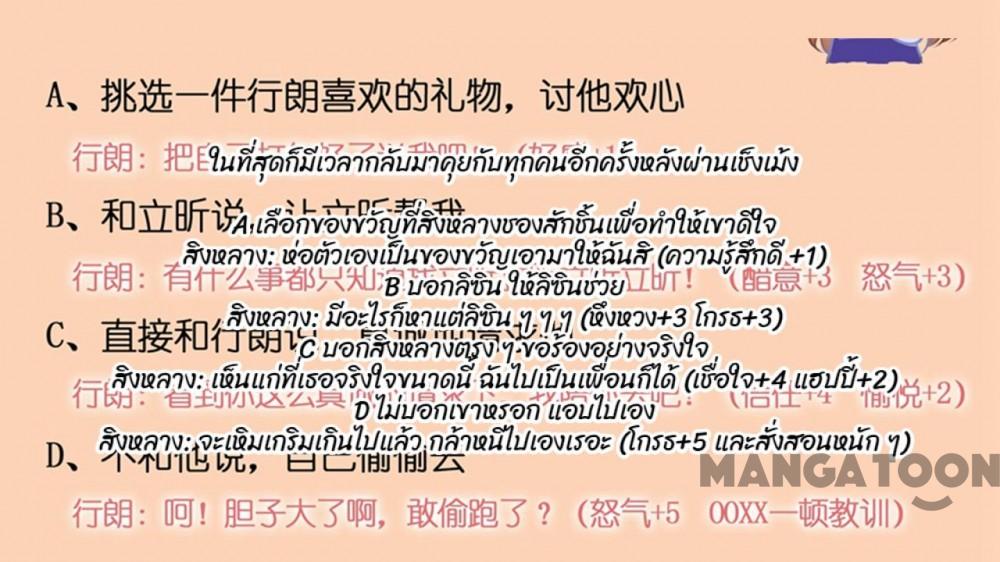 A、挑选一件行朗喜欢的礼物，讨他欢心
行朗：把自
ในที่สุดก็มีเวลากลับมาคุยกับทุกคนอีกครั้งหลังผ่านเช็งเม้ง
B、和立昕说，让立昕帮我
A เลือกของขวัญที่สิงหลางชองสักชิ้นเพื่อทำให้เขาดีใจ
สิงหลาง: ห่อตัวเองเป็นของขวัญเอามาให้ฉันสิ (ความรู้สึกดี +1)
行朗：有什么事都只知 立昕！（醋意+3 怒气+3）
B บอกลิซิน ให้ลิซินช่วย
สิงหลาง: มีอะไรก็หาแต่ลิซิน ๆ ๆ ๆ (หึงหวง+3 โกรธ+3)
C、直接和行朗说，
C บอกสิงหลางตรง ๆ ขอร้องอย่างจริงใจ
สิงหลาง: เห็นแก่ที่เธอจริงใจขนาดนี้ ฉันไปเป็นเพื่อนก็ได้ (เชื่อใจ+4 แฮปปี้+2)
行朗：看到你这么真 吧！（信任+4 愉悦+2）
D ไม่บอกเขาหรอก แอบไปเอง
สิงหลาง: จะเหิมเกริมเกินไปแล้ว กล้าหนีไปเองเรอะ (โกรธ+5 และสั่งสอนหนัก ๆ)
D、不和他说，自己偷偷去
MANGATOON
行朗：呵！胆子大了啊，敢偷跑了？（怒气+5 OOXX一顿教训）